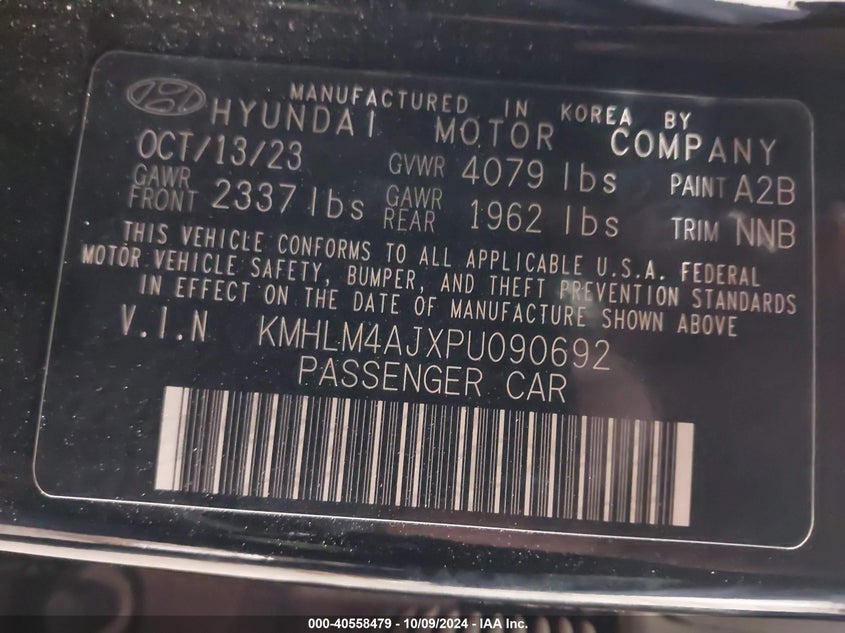 MANUFACTURED IN KOREA BY
HYUNDAI MOTOR COMPANY
OCT/13/23 GVWR 4079 lbs PAINT A2B
GAWR FRONT 2337 lbs GAWR REAR 1962 lbs TRIM NNB
THIS VEHICLE CONFORMS TO ALL APPLICABLE U.S.A. FEDERAL
MOTOR VEHICLE SAFETY, BUMPER, AND THEFT PREVENTION STANDARDS
IN EFFECT ON THE DATE OF MANUFACTURE SHOWN ABOVE
V.I.N KMHLM4AJXPU090692
PASSENGER CAR
000-40558479 - 10/09/2024 - IAA Inc.